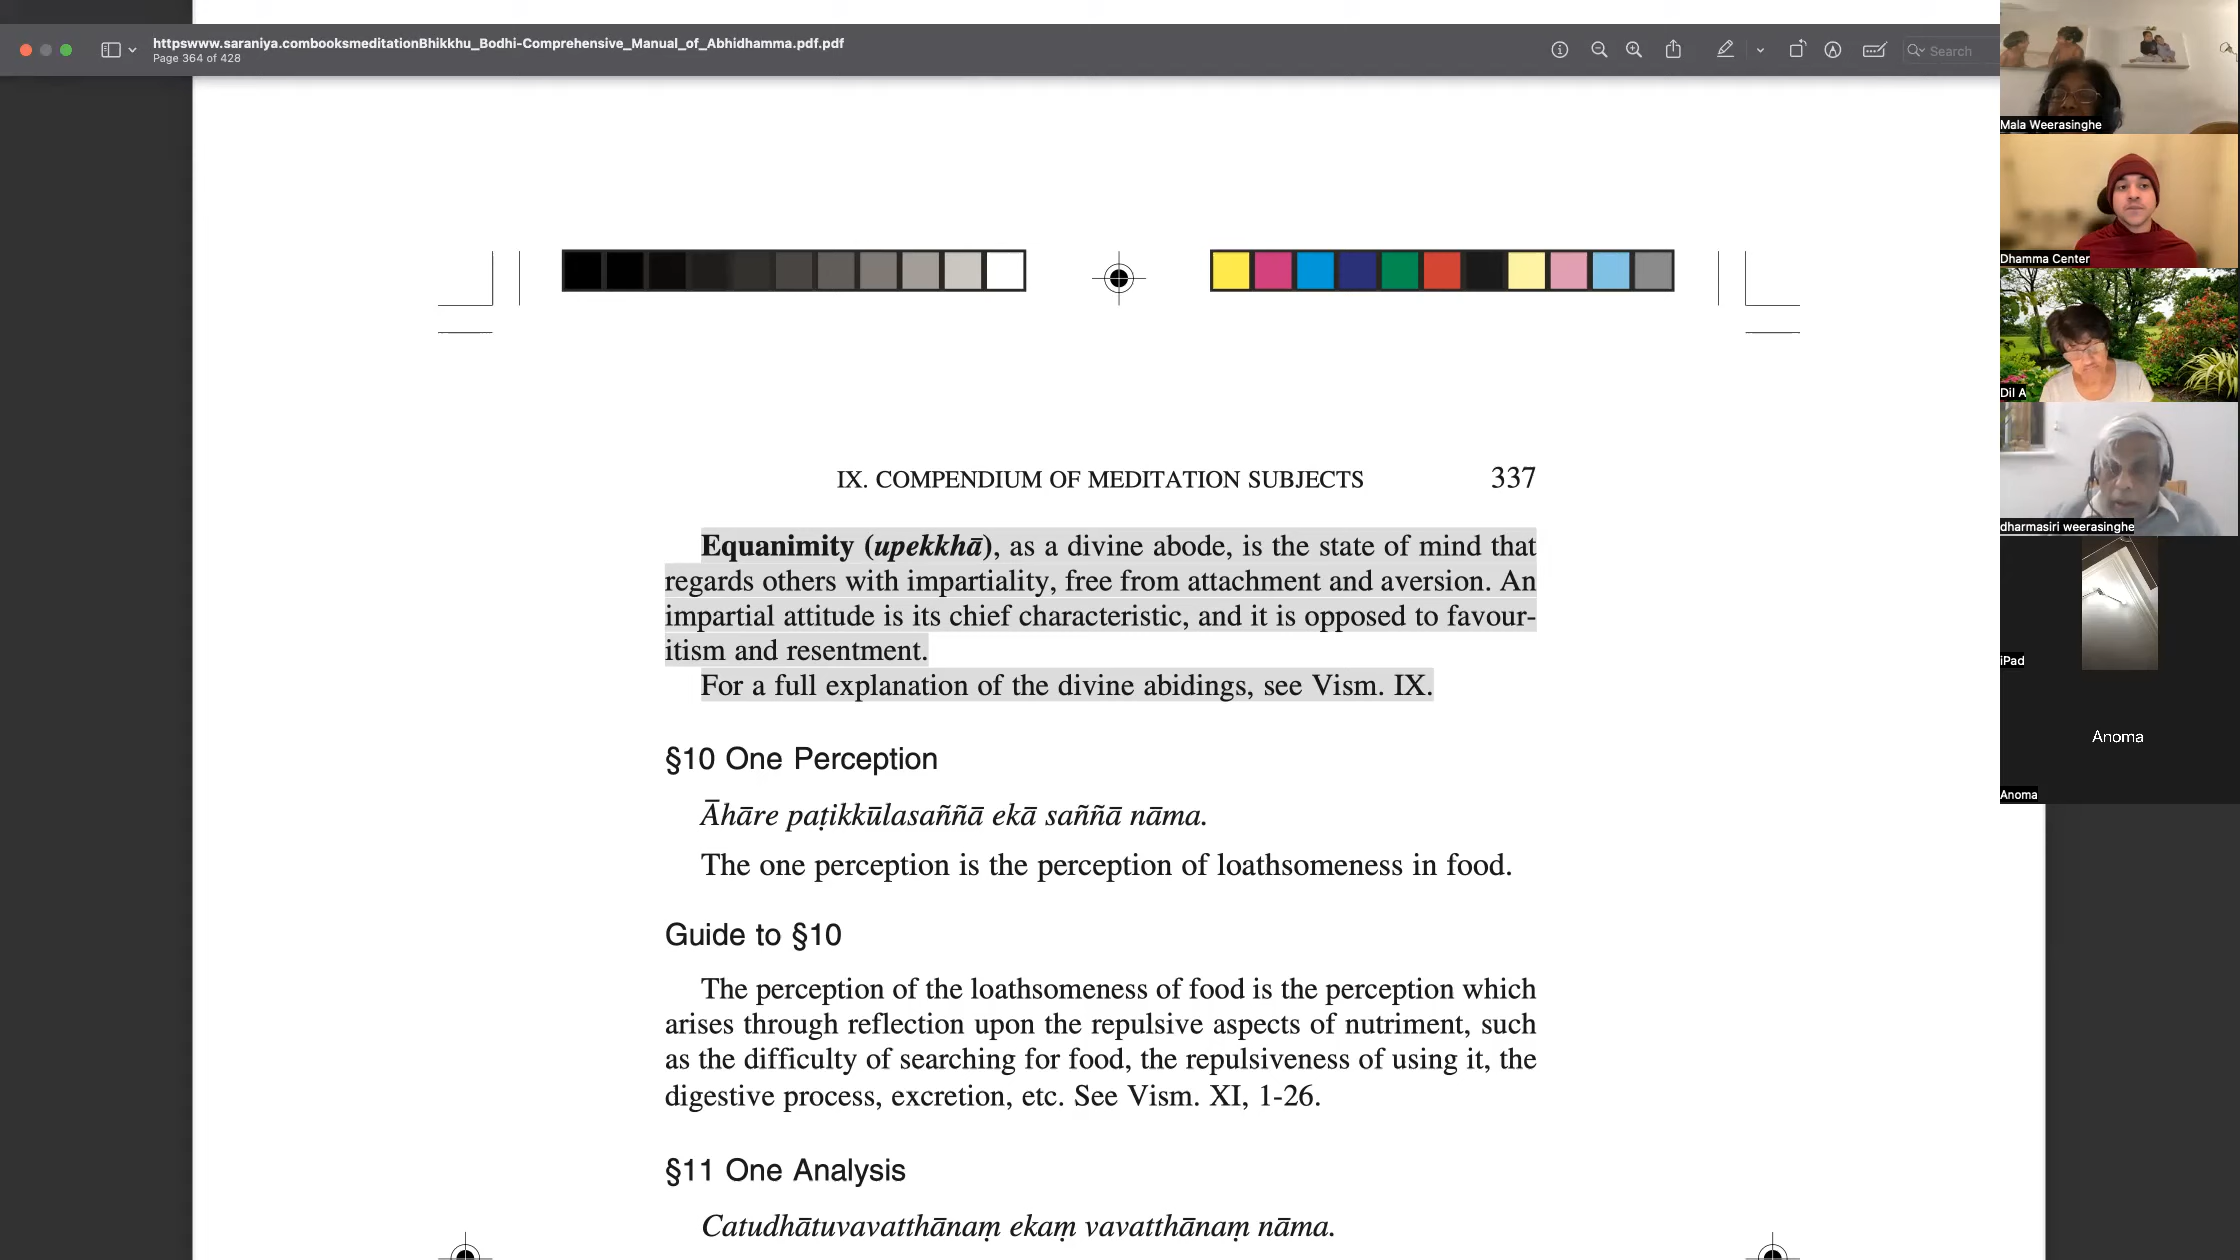 httpswww.saraniya.combooksmeditationBhikkhu_Bodhi-Comprehensive_Manual_of_Abhidhamma.pdf.pdf
Page 364 of 428
Search
IX. COMPENDIUM OF MEDITATION SUBJECTS 337
Equanimity (upekkhā), as a divine abode, is the state of mind that
regards others with impartiality, free from attachment and aversion. An
impartial attitude is its chief characteristic, and it is opposed to favour-
itism and resentment.
For a full explanation of the divine abidings, see Vism. IX.
§10 One Perception
Āhāre paṭikkūlasaññā ekā saññā nāma.
The one perception is the perception of loathsomeness in food.
Guide to §10
The perception of the loathsomeness of food is the perception which
arises through reflection upon the repulsive aspects of nutriment, such
as the difficulty of searching for food, the repulsiveness of using it, the
digestive process, excretion, etc. See Vism. XI, 1-26.
§11 One Analysis
Catudhātuvavatthānaṃ ekaṃ vavatthānaṃ nāma.
Mala Weerasinghe
Dhamma Center
Dil A
dharmasiri weerasinghe
iPad
Anoma
Anoma